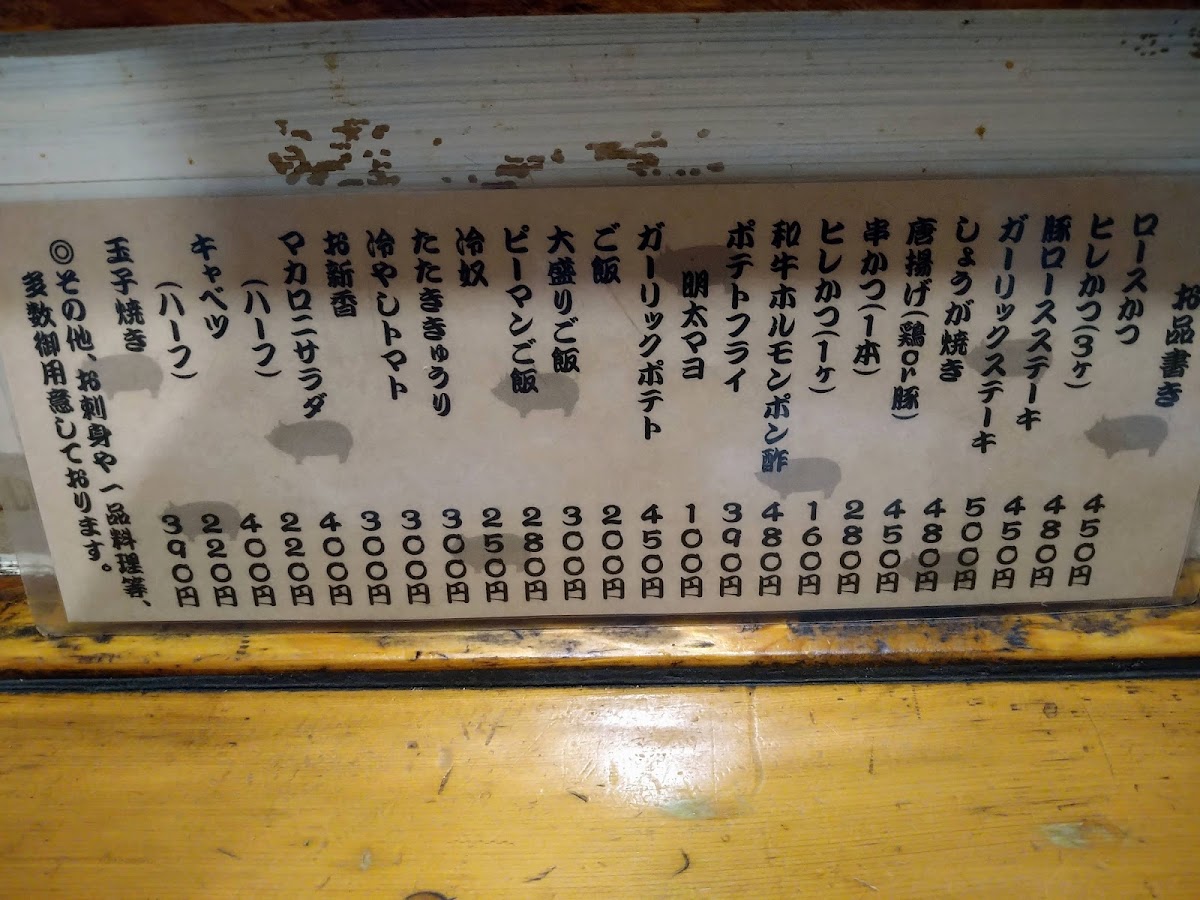 お品書き
ロースかつ 450円
ヒレかつ(3ヶ) 480円
豚ロースステーキ 450円
ガーリックステーキ 500円
しょうが焼き 480円
唐揚げ(鶏or豚) 450円
串かつ(1本) 280円
ヒレかつ(1ヶ) 160円
和牛ホルモンポン酢 480円
ポテトフライ 390円
明太マヨ 100円
ガーリックポテト 450円
ご飯 200円
大盛りご飯 300円
ピーマンご飯 280円
冷奴 250円
たたききゅうり 300円
冷やしトマト 300円
お新香 300円
マカロニサラダ 400円
(ハーフ) 220円
キャベツ 400円
(ハーフ) 220円
玉子焼き 390円
◎その他、お刺身や一品料理等、
多数御用意しております。